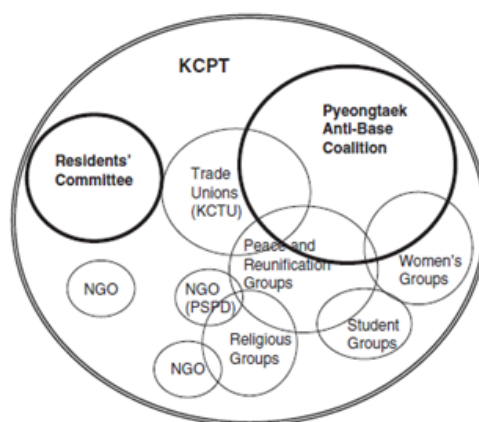 KCPT
Pyeongtaek
Anti-Base
Coalition
Residents'
Committee
Trade
Unions
(KCTU)
Peace and
Reunification
Groups
Women's
Groups
NGO
NGO
(PSPD)
Student
Groups
Religious
Groups
NGO